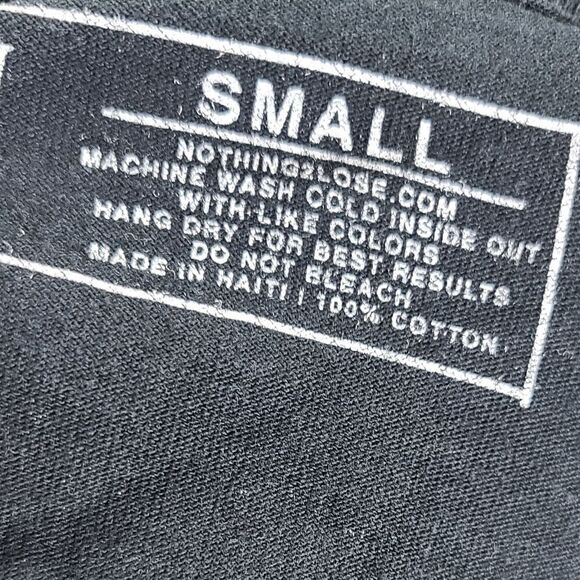 SMALL
NOTHING2LOSE.COM
MACHINE WASH COLD INSIDE OUT
WITH LIKE COLORS
HANG DRY FOR BEST RESULTS
DO NOT BLEACH
MADE IN HAITI | 100% COTTON